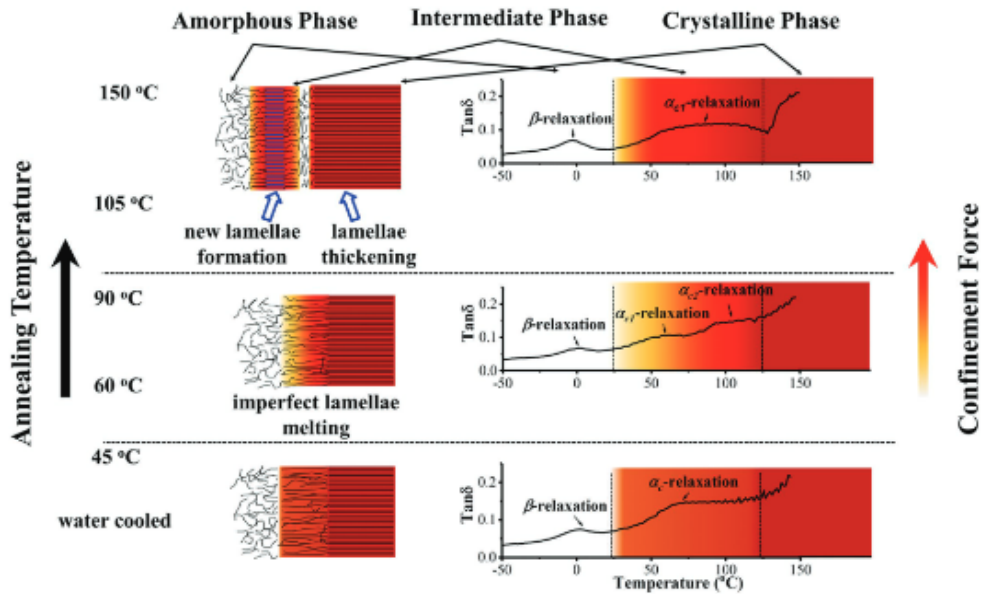 Amorphous Phase
Intermediate Phase
Crystalline Phase
Annealing Temperature
Confinement Force
150 °C
105 °C
new lamellae
formation
lamellae
thickening
Tanδ
0.2
0.1
0.0
β-relaxation
αc1-relaxation
-50
0
50
100
150
90 °C
60 °C
imperfect lamellae
melting
Tanδ
0.2
0.1
0.0
β-relaxation
αc1-relaxation
αc2-relaxation
-50
0
50
100
150
45 °C
water cooled
Tanδ
0.2
0.1
0.0
β-relaxation
αc-relaxation
-50
0
50
100
150
Temperature (°C)